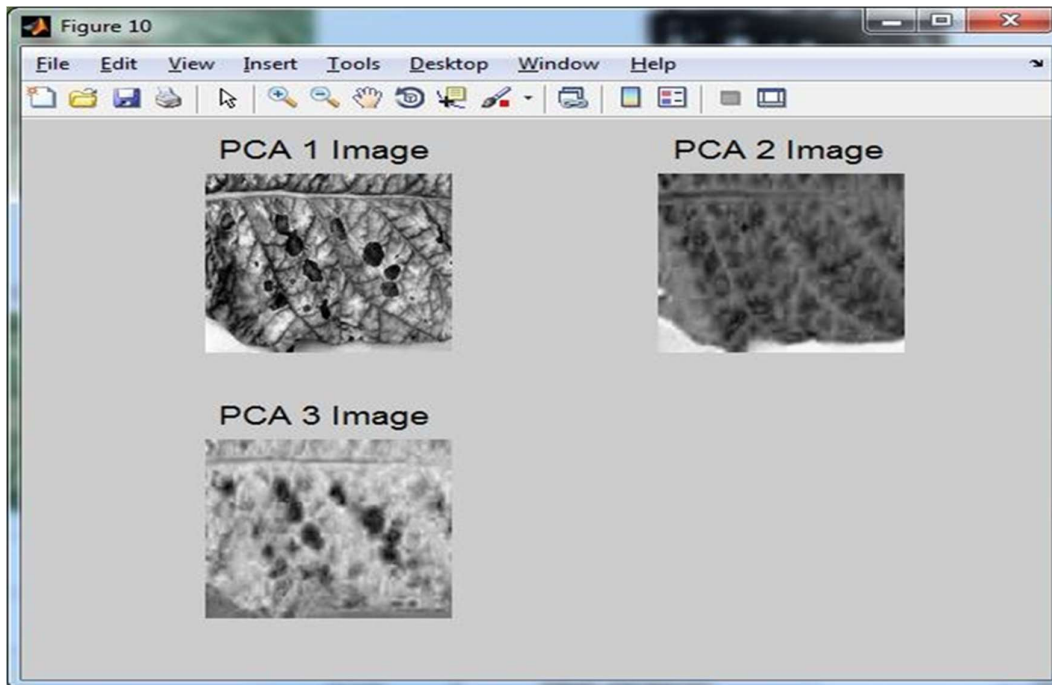 Figure 10
File Edit View Insert Tools Desktop Window Help
PCA 1 Image
PCA 2 Image
PCA 3 Image